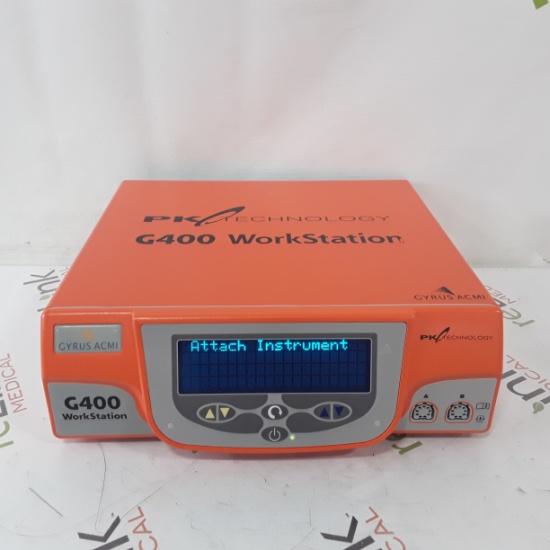 PK TECHNOLOGY
G400 WorkStation
GYRUS ACMI
GYRUS ACMI
Attach Instrument
PK TECHNOLOGY
G400
WorkStation
A
B